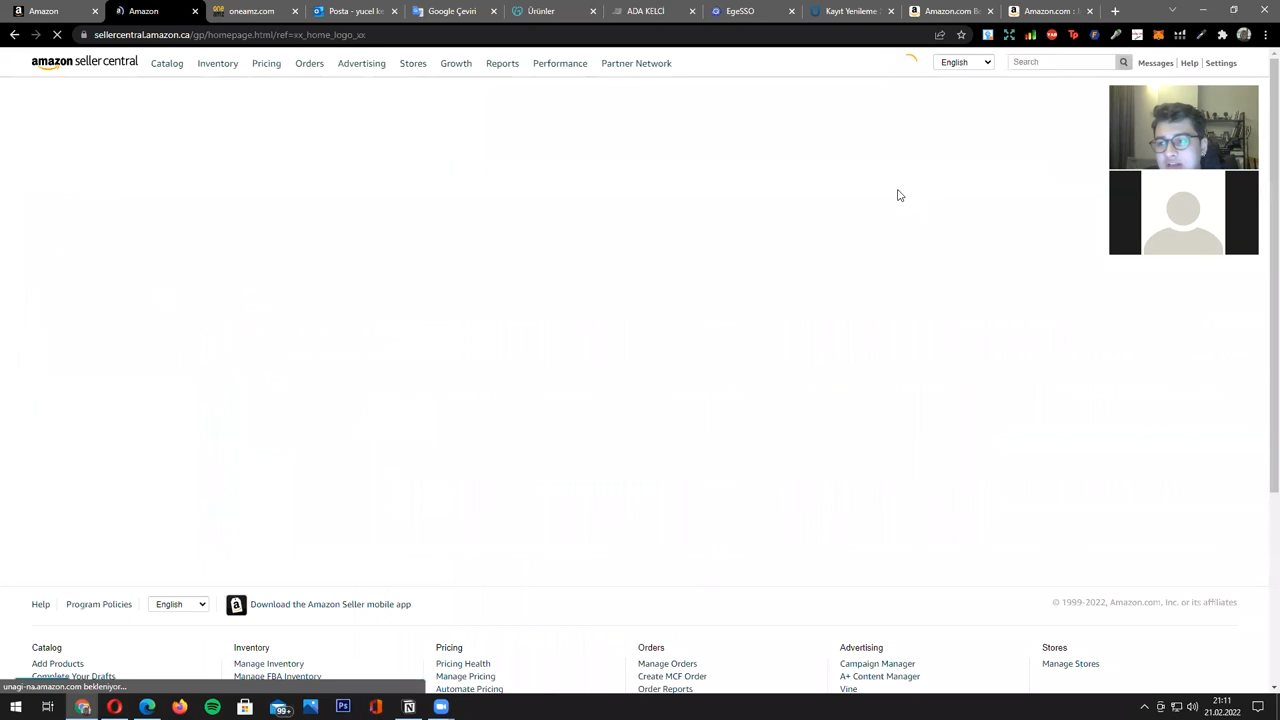 Amazon
Amazon
oneamz.com
Posta - yucel k
Google Çeviri
Ürünler
ADA KELCİ
EgeSSO
Kayıt Yenileme
Amazon.com Be
Amazon.com : S
sellercentral.amazon.ca/gp/homepage.html/ref=xx_home_logo_xx
amazon seller central
Catalog Inventory Pricing Orders Advertising Stores Growth Reports Performance Partner Network
English
Search
Messages | Help | Settings
Help
Program Policies
English
Download the Amazon Seller mobile app
© 1999-2022, Amazon.com, Inc. or its affiliates
Catalog
Add Products
Complete Your Drafts
Inventory
Manage Inventory
Manage FBA Inventory
Pricing
Pricing Health
Manage Pricing
Automate Pricing
Orders
Manage Orders
Create MCF Order
Order Reports
Advertising
Campaign Manager
A+ Content Manager
Vine
Stores
Manage Stores
unagi-na.amazon.com bekleniyor...
99+
21:11
21.02.2022